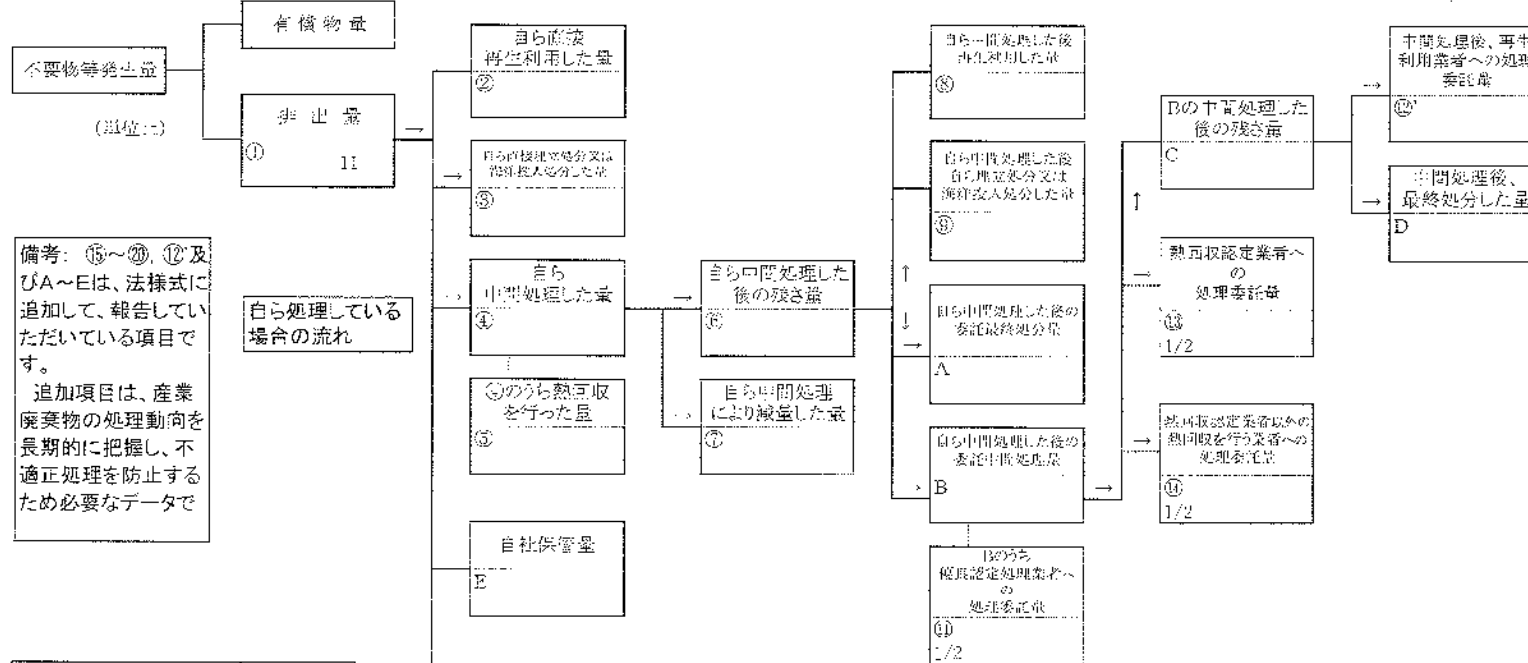 有償物量
不要物等発生量
(単位:t)
排 出 量
①
11
→
自ら直接
再生利用した量
②
→
自ら直接埋立処分又は
海洋投入処分した量
③
→
自ら
中間処理した量
④
④のうち熱回収
を行った量
⑤
自社保管量
E
備考: ⑮~⑳, ⑫'及
びA~Eは、法様式に
追加して、報告してい
ただいている項目で
す。
追加項目は、産業
廃棄物の処理動向を
長期的に把握し、不
適正処理を防止する
ため必要なデータで
自ら処理している
場合の流れ
→
自ら中間処理した
後の残さ量
⑥
→
自ら中間処理
により減量した量
⑦
自ら中間処理した後
再生利用した量
⑧
自ら中間処理した後
自ら埋立処分又は
海洋投入処分した量
⑨
↑
↓
→
自ら中間処理した後の
委託最終処分量
A
→
自ら中間処理した後の
委託中間処理量
B
→
Bのうち
優良認定処理業者へ
の
処理委託量
⑪
1/2
Bの中間処理した
後の残さ量
C
↑
→
熱回収認定業者へ
の
処理委託量
⑬
1/2
→
熱回収認定業者以外の
熱回収を行う業者への
処理委託量
⑭
1/2
→
中間処理後、再生
利用業者への処理
委託量
⑫'
→
中間処理後、
最終処分した量
D